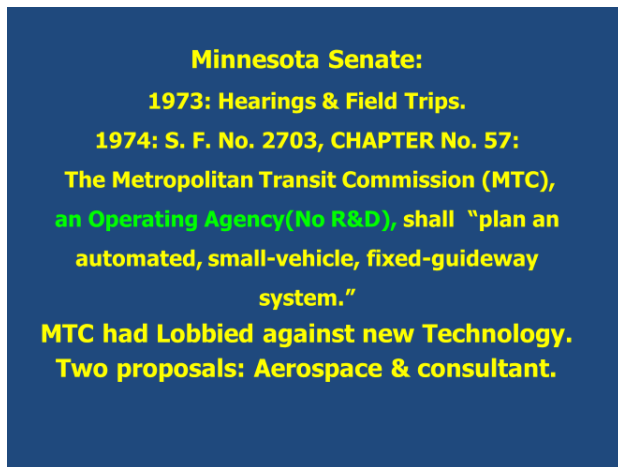 Minnesota Senate:
1973: Hearings & Field Trips.
1974: S. F. No. 2703, CHAPTER No. 57:
The Metropolitan Transit Commission (MTC),
an Operating Agency(No R&D), shall “plan an
automated, small-vehicle, fixed-guideway
system.”
MTC had Lobbied against new Technology.
Two proposals: Aerospace & consultant.